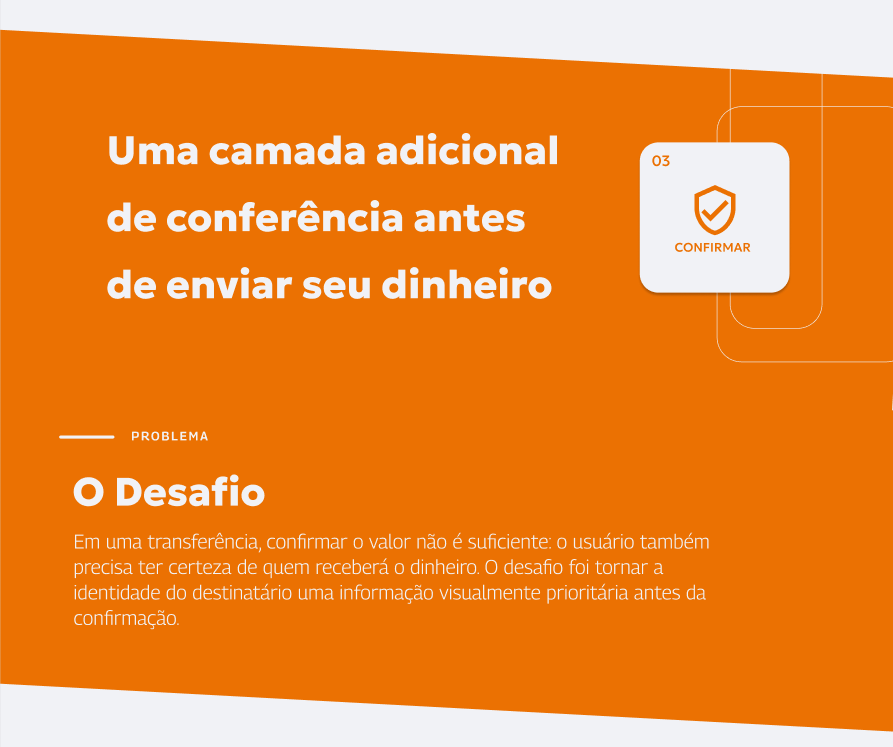 Uma camada adicional
de conferência antes
de enviar seu dinheiro
03
CONFIRMAR
PROBLEMA
O Desafio
Em uma transferência, confirmar o valor não é suficiente: o usuário também
precisa ter certeza de quem receberá o dinheiro. O desafio foi tornar a
identidade do destinatário uma informação visualmente prioritária antes da
confirmação.